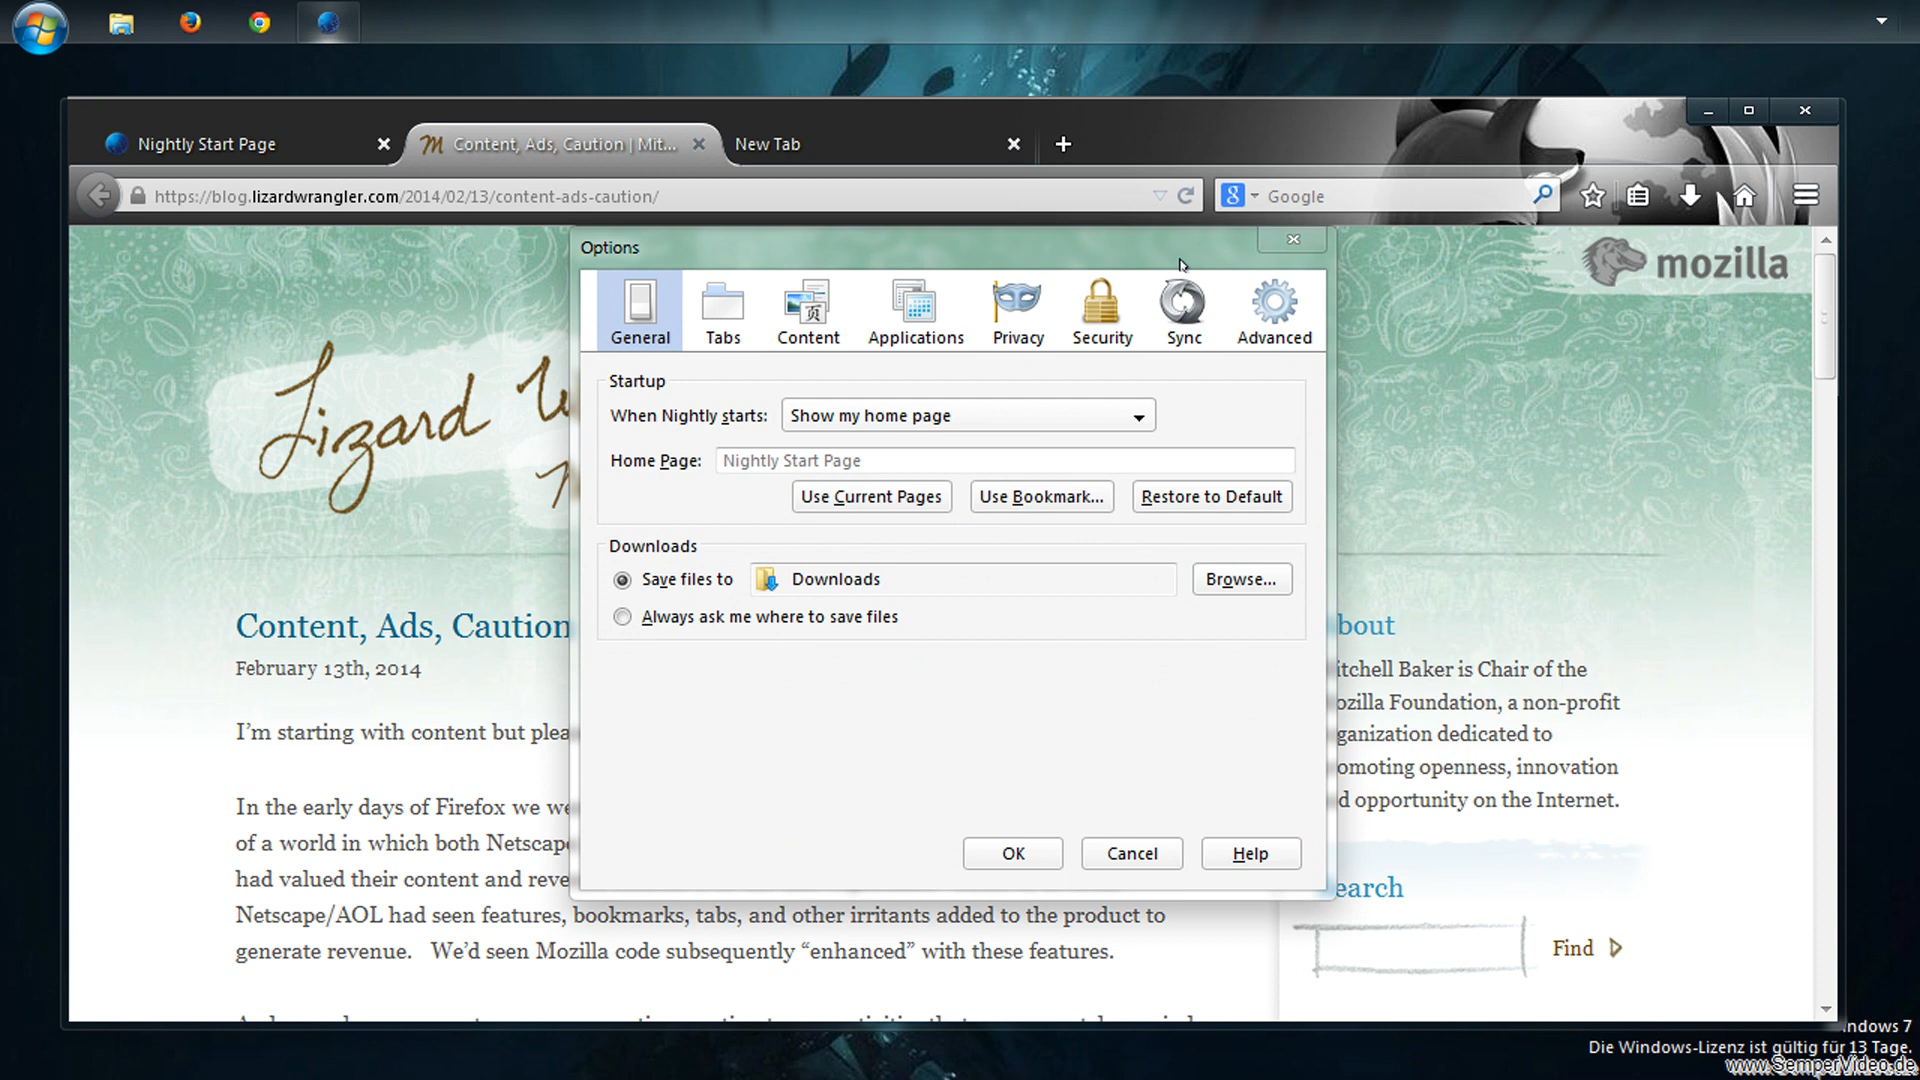 Nightly Start Page
Content, Ads, Caution | Mit...
New Tab
https://blog.lizardwrangler.com/2014/02/13/content-ads-caution/
Google
Options
mozilla
General
Tabs
Content
Applications
Privacy
Security
Sync
Advanced
Lizard W
Startup
When Nightly starts:
Show my home page
Home Page:
Nightly Start Page
Use Current Pages
Use Bookmark...
Restore to Default
Downloads
Save files to
Downloads
Browse...
Always ask me where to save files
OK
Cancel
Help
Content, Ads, Caution
February 13th, 2014
I'm starting with content but plea
In the early days of Firefox we we
of a world in which both Netscape
had valued their content and reve
Netscape/AOL had seen features, bookmarks, tabs, and other irritants added to the product to
generate revenue. We'd seen Mozilla code subsequently “enhanced” with these features.
bout
itchell Baker is Chair of the
ozilla Foundation, a non-profit
ganization dedicated to
omoting openness, innovation
d opportunity on the Internet.
earch
Find
ndows 7
Die Windows-Lizenz ist gültig für 13 Tage.
www.SemperVideo.de